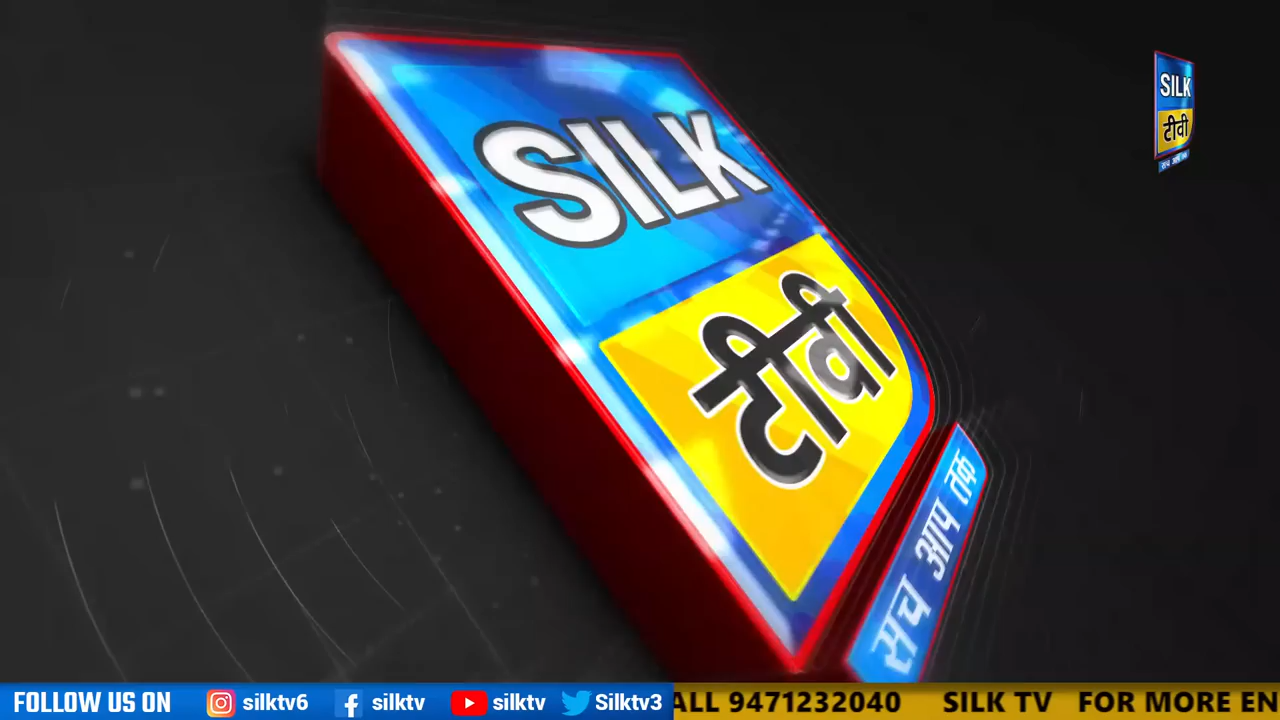 SILK
टीवी
सच आप तक
SILK
टीवी
FOLLOW US ON silktv6 silktv silktv Silktv3
ALL 9471232040 SILK TV FOR MORE EN